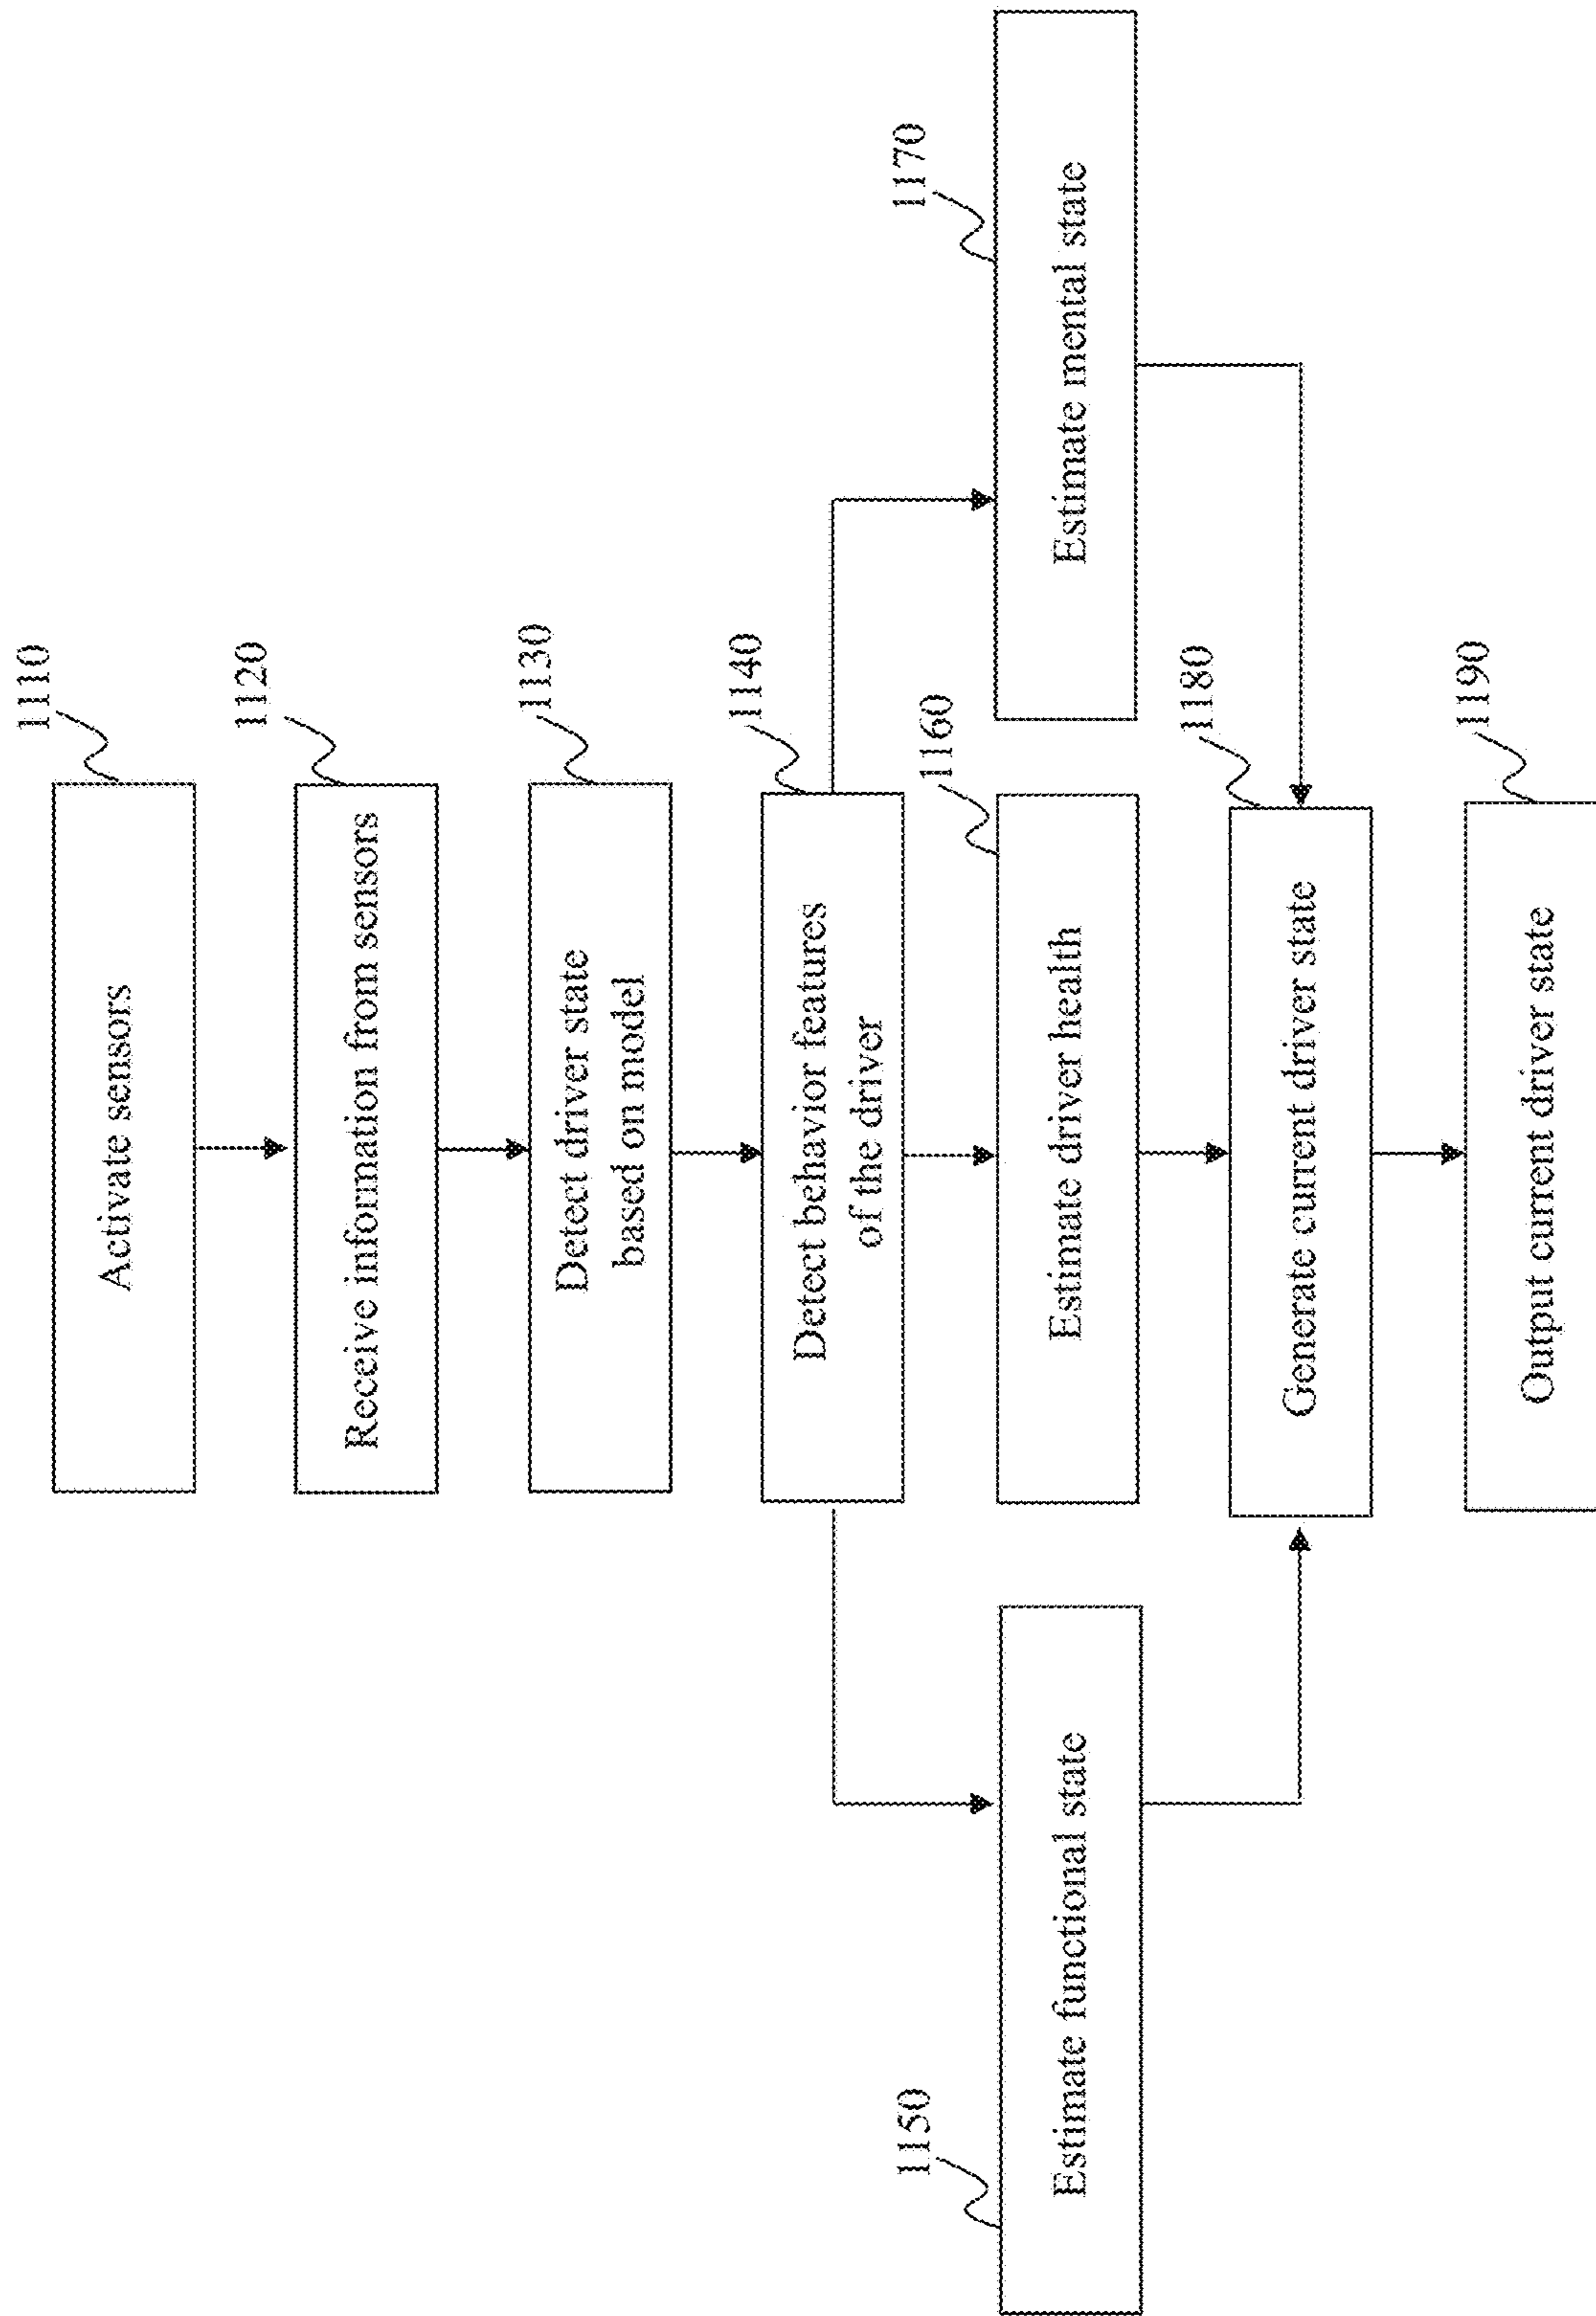 1110
Activate sensors
1120
Receive information from sensors
1130
Detect driver state
based on model
1140
Detect behavior features
of the driver
1150
Estimate functional state
1160
Estimate driver health
1170
Estimate mental state
1180
Generate current driver state
1190
Output current driver state